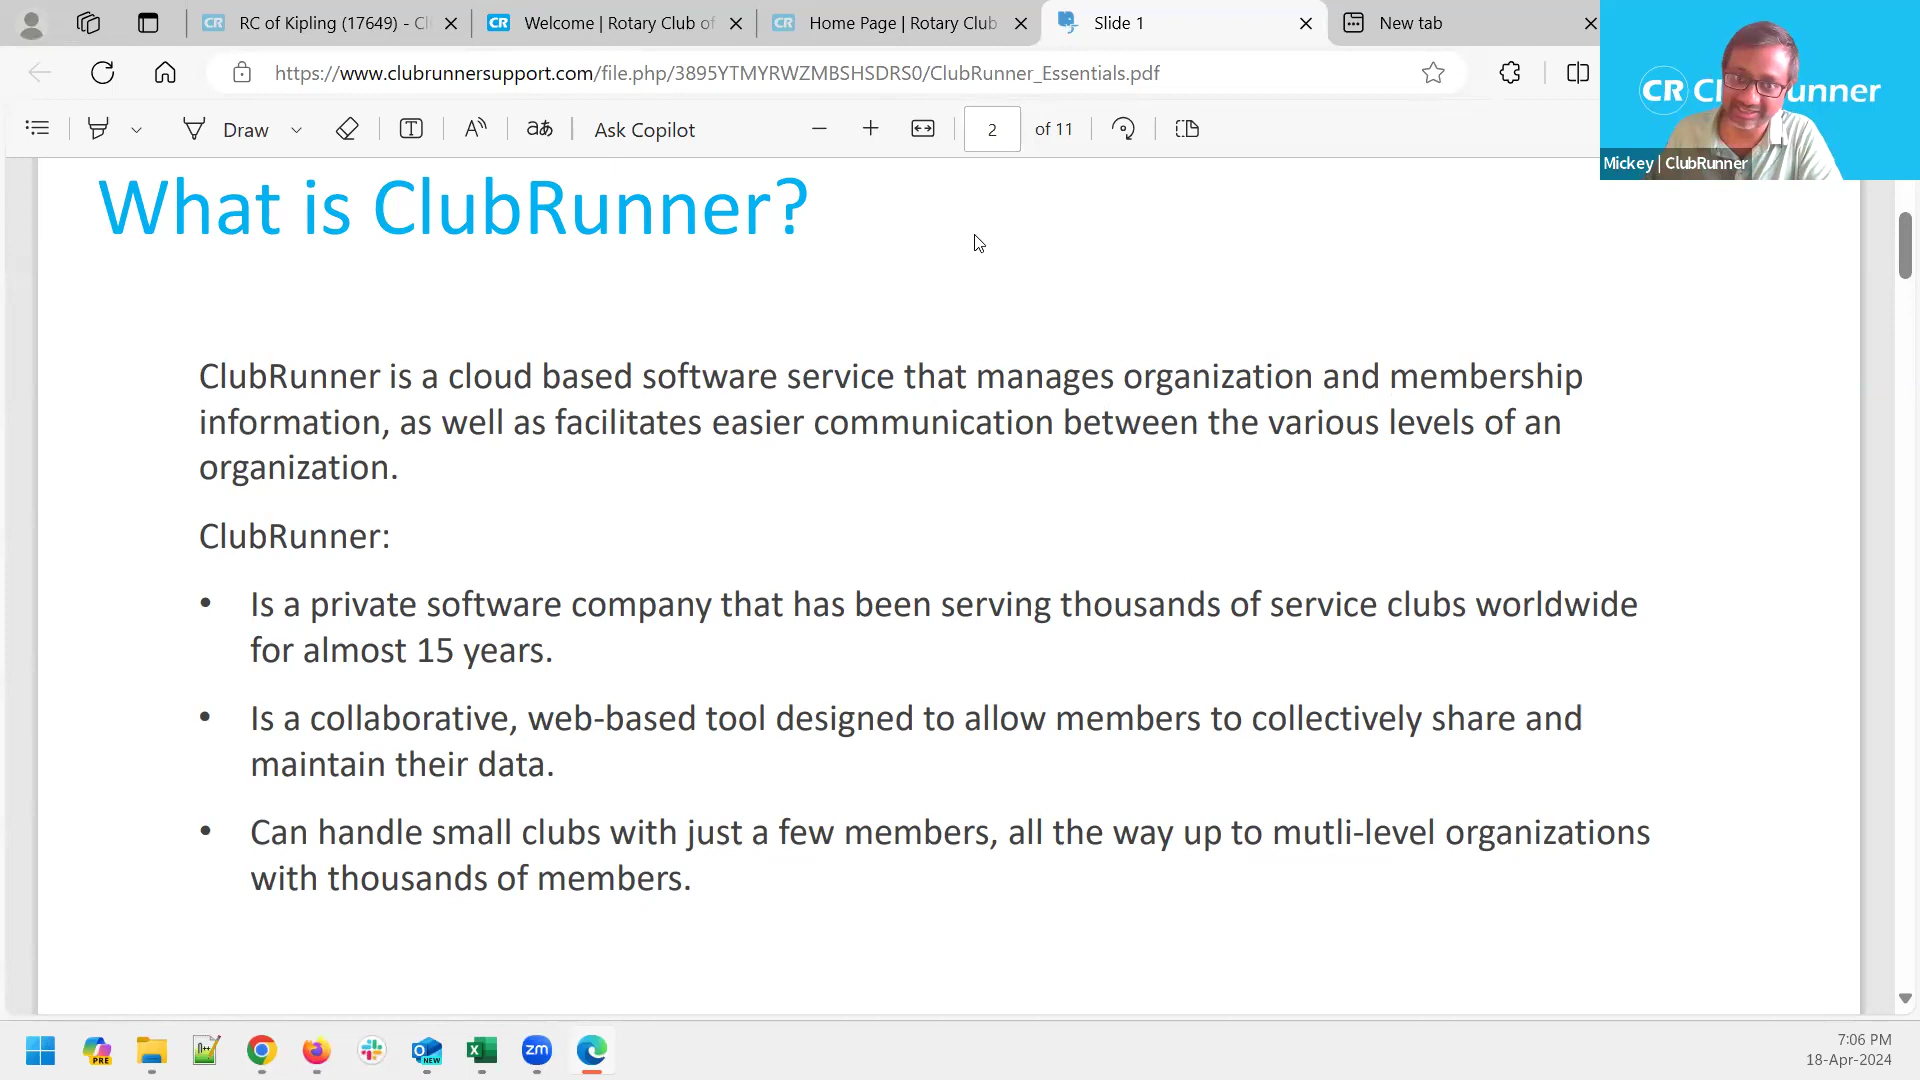 RC of Kipling (17649) - Cl
Welcome | Rotary Club of
Home Page | Rotary Club
Slide 1
New tab
https://www.clubrunnersupport.com/file.php/3895YTMYRWZMBSHSDRS0/ClubRunner_Essentials.pdf
Draw
aあ
Ask Copilot
2
of 11
CR
unner
Mickey | ClubRunner
What is ClubRunner?
ClubRunner is a cloud based software service that manages organization and membership
information, as well as facilitates easier communication between the various levels of an
organization.
ClubRunner:
• Is a private software company that has been serving thousands of service clubs worldwide
for almost 15 years.
• Is a collaborative, web-based tool designed to allow members to collectively share and
maintain their data.
• Can handle small clubs with just a few members, all the way up to mutli-level organizations
with thousands of members.
PRE
NEW
zm
7:06 PM
18-Apr-2024